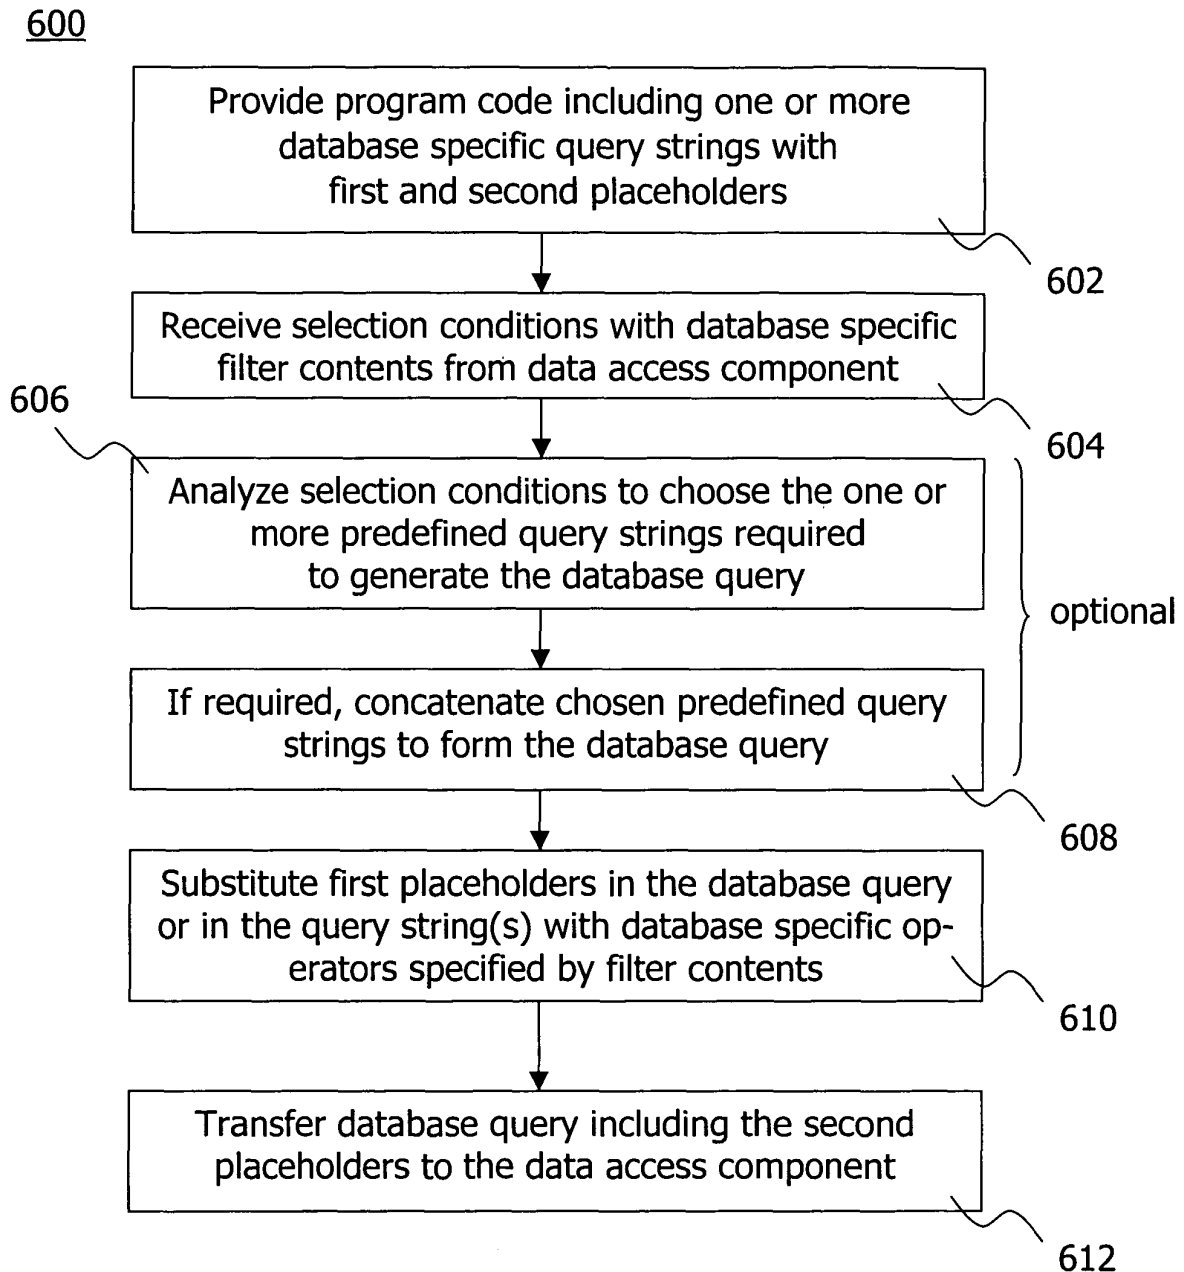 600
Provide program code including one or more
database specific query strings with
first and second placeholders
602
Receive selection conditions with database specific
filter contents from data access component
604
606
Analyze selection conditions to choose the one or
more predefined query strings required
to generate the database query
optional
If required, concatenate chosen predefined query
strings to form the database query
608
Substitute first placeholders in the database query
or in the query string(s) with database specific op-
erators specified by filter contents
610
Transfer database query including the second
placeholders to the data access component
612